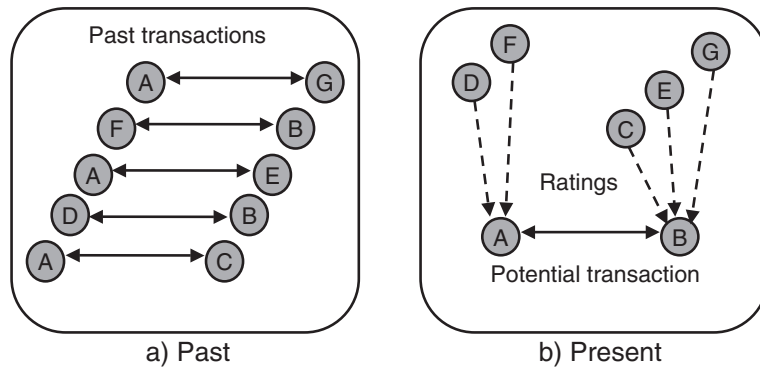 Past transactions
A G
F B
A E
D B
A C
a) Past
F
D
G
E
C
Ratings
A B
Potential transaction
b) Present